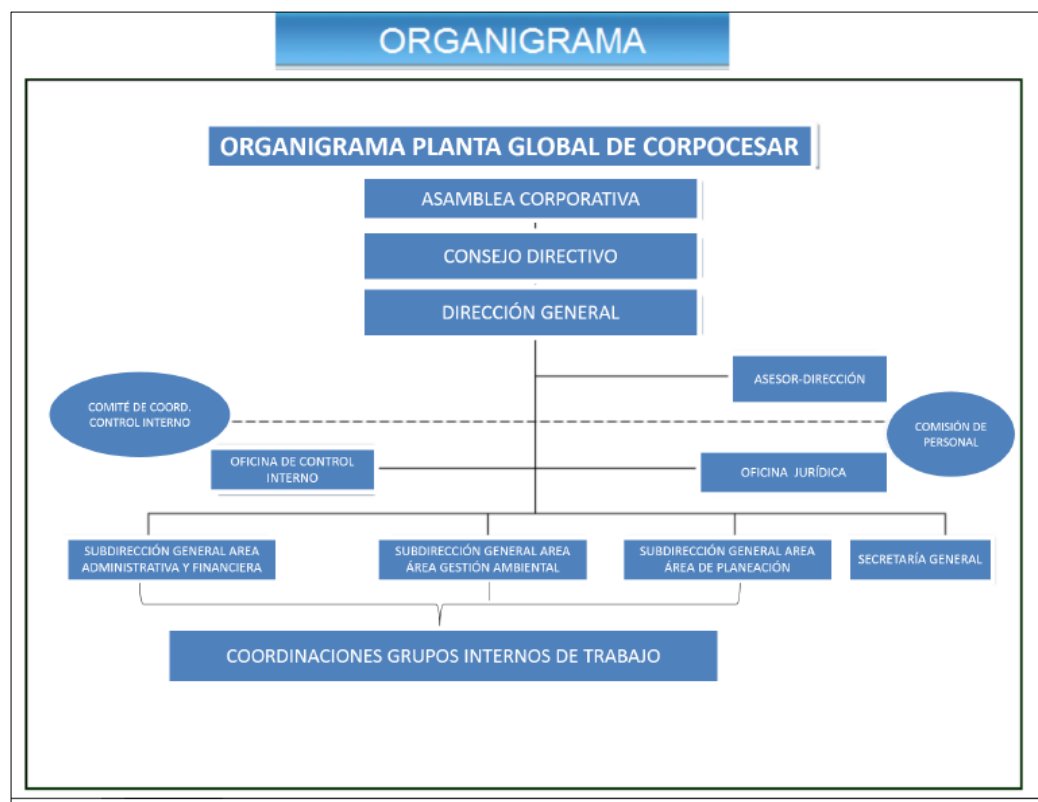 ORGANIGRAMA
ORGANIGRAMA PLANTA GLOBAL DE CORPOCESAR
ASAMBLEA CORPORATIVA
CONSEJO DIRECTIVO
DIRECCIÓN GENERAL
ASESOR-DIRECCIÓN
COMITÉ DE COORD.
CONTROL INTERNO
COMISIÓN DE
PERSONAL
OFICINA DE CONTROL
INTERNO
OFICINA JURÍDICA
SUBDIRECCIÓN GENERAL AREA
ADMINISTRATIVA Y FINANCIERA
SUBDIRECCIÓN GENERAL AREA
ÁREA GESTIÓN AMBIENTAL
SUBDIRECCIÓN GENERAL AREA
ÁREA DE PLANEACIÓN
SECRETARÍA GENERAL
COORDINACIONES GRUPOS INTERNOS DE TRABAJO